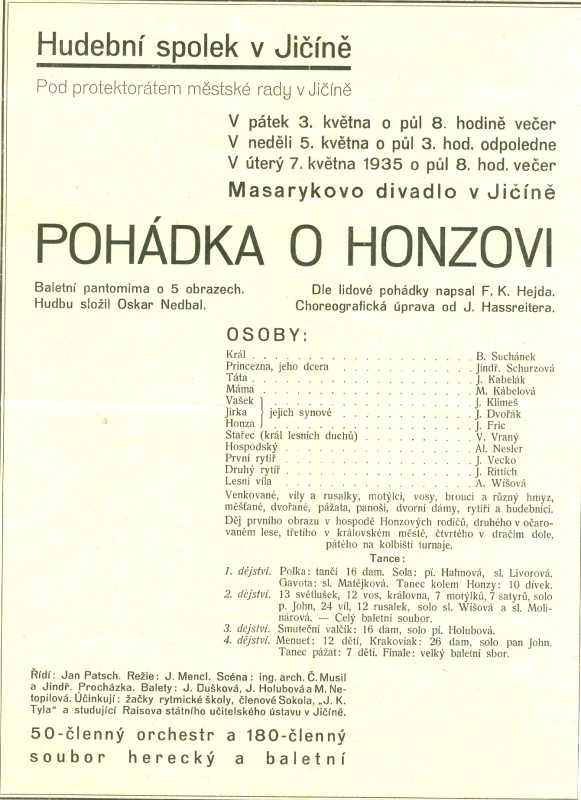 Hudební spolek v Jičíně
Pod protektorátem městské rady v Jičíně
V pátek 3. května o půl 8. hodině večer
V neděli 5. května o půl 3. hod. odpoledne
V úterý 7. května 1935 o půl 8. hod. večer
Masarykovo divadlo v Jičíně
POHÁDKA O HONZOVI
Baletní pantomima o 5 obrazech.
Hudbu složil Oskar Nedbal.
Dle lidové pohádky napsal F. K. Hejda.
Choreografická úprava od J. Hassreitera.
OSOBY:
Král . . . . . . . . . . . . . . . . B. Suchánek
Princezna, jeho dcera . . . . . . . . . . Jindř. Schurzová
Táta . . . . . . . . . . . . . . . . J. Kabelák
Máma . . . . . . . . . . . . . . . . M. Kábelová
Vašek } . . . . . . . . . . . . . . . J. Klimeš
Jirka } jejich synové . . . . . . . . . . J. Dvořák
Honza } . . . . . . . . . . . . . . . J. Fric
Stařec (král lesních duchů) . . . . . . . . V. Vraný
Hospodský . . . . . . . . . . . . . . Al. Nesler
První rytíř . . . . . . . . . . . . . . J. Vecko
Druhý rytíř . . . . . . . . . . . . . . J. Rittich
Lesní víla . . . . . . . . . . . . . . A. Wišová
Venkované, víly a rusalky, motýlci, vosy, brouci a různý hmyz,
měšťané, dvořané, pážata, panoši, dvorní dámy, rytíři a hudebníci.
Děj prvního obrazu v hospodě Honzových rodičů, druhého v očaro-
vaném lese, třetího v královském městě, čtvrtého v dračím dole,
pátého na kolbišti turnaje.
Tance:
1. dějství. Polka: tančí 16 dam. Sola: pí. Hahnová, sl. Livorová.
Gavota: sl. Matějková. Tanec kolem Honzy: 10 dívek.
2. dějství. 13 světlušek, 12 vos, královna, 7 motýlků, 7 satyrů, solo
p. John, 24 víl, 12 rusalek, solo sl. Wišová a sl. Moli-
nárová. — Celý baletní soubor.
3. dějství. Smuteční valčík: 16 dam, solo pí. Holubová.
4. dějství. Menuet: 12 dětí, Krakoviak: 26 dam, solo pan John.
Tanec pážat: 7 dětí. Finale: velký baletní sbor.
Řídí: Jan Patsch. Režie: J. Mencl. Scéna: ing. arch. Č. Musil
a Jindř. Procházka. Balety: J. Dušková, J. Holubová a M. Ne-
topilová. Účinkují: žačky rytmické školy, členové Sokola, „J. K.
Tyla" a studující Raisova státního učitelského ústavu v Jičíně.
50-členný orchestr a 180-členný
soubor herecký a baletní